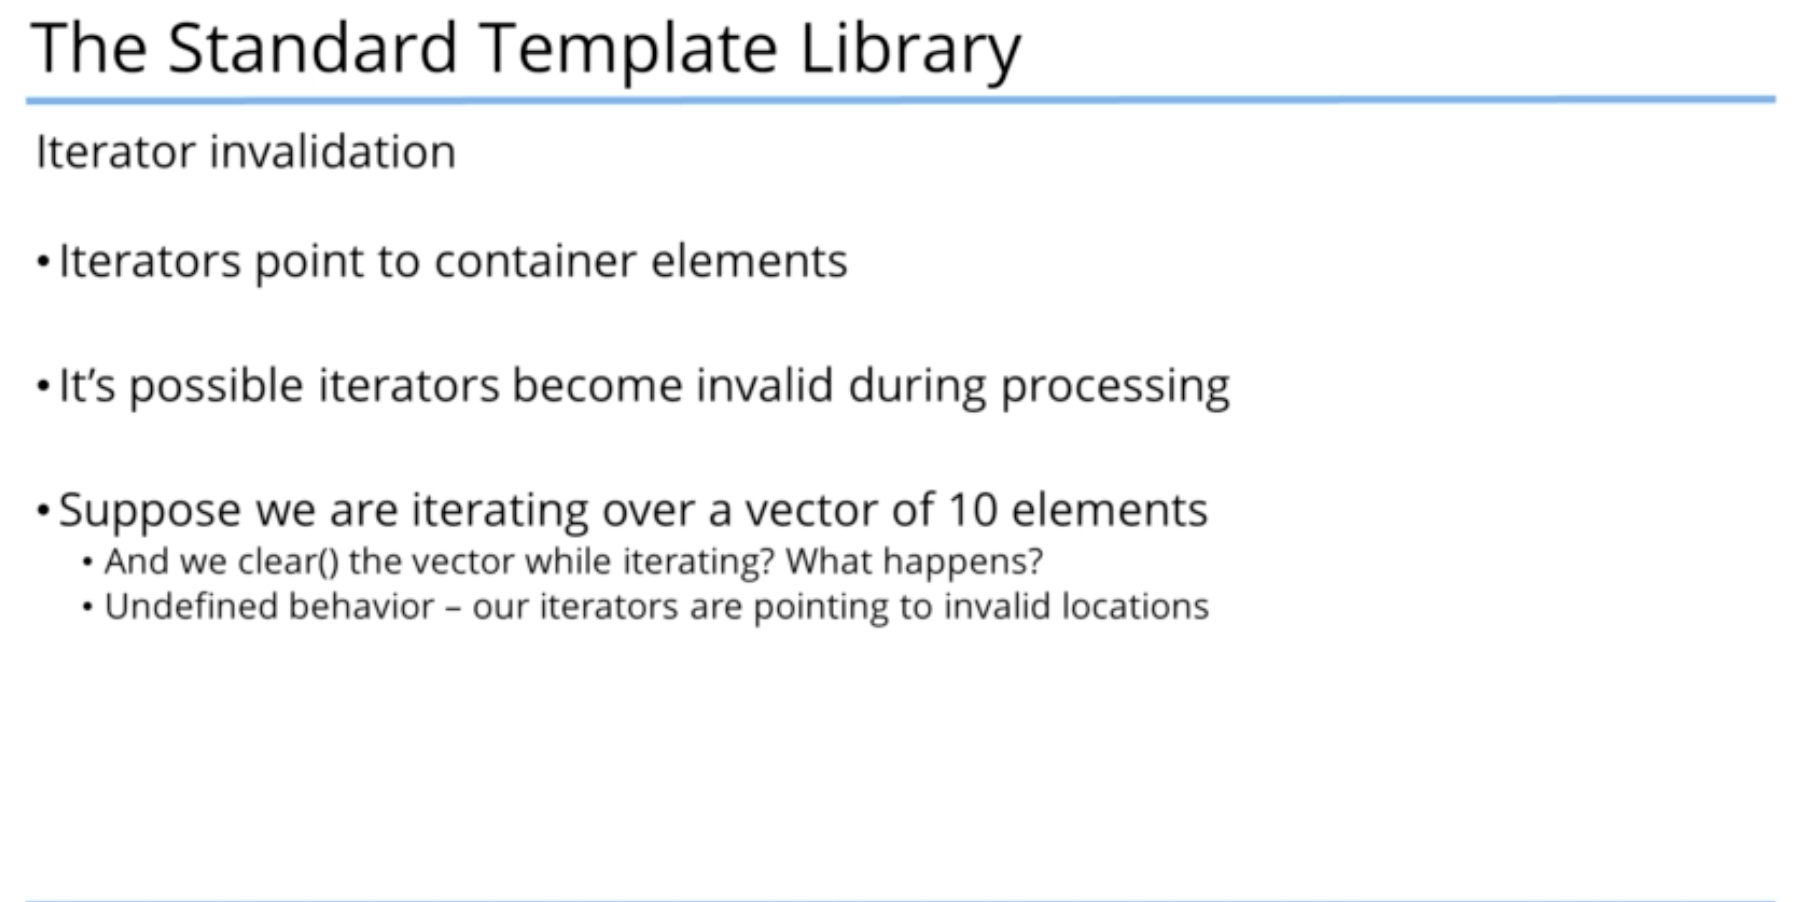 The Standard Template Library
Iterator invalidation
• Iterators point to container elements
• It’s possible iterators become invalid during processing
• Suppose we are iterating over a vector of 10 elements
• And we clear() the vector while iterating? What happens?
• Undefined behavior – our iterators are pointing to invalid locations